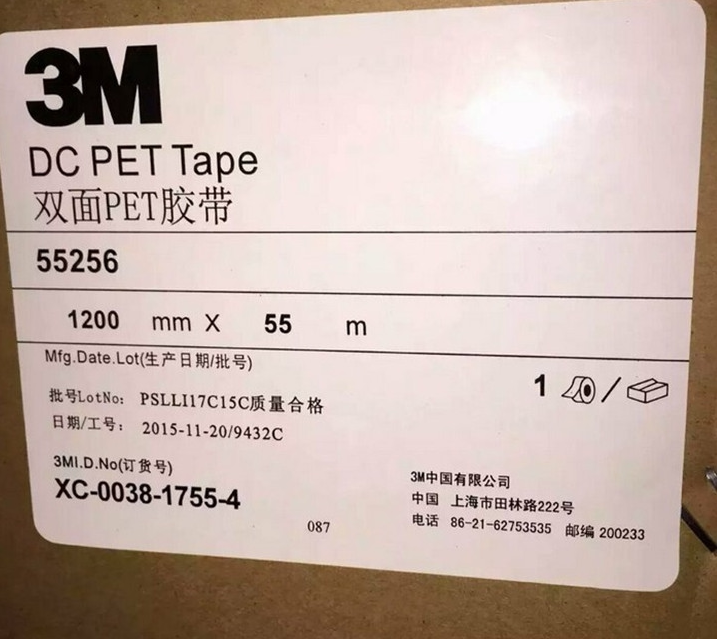 3M
DC PET Tape
双面PET胶带
55256
1200 mm X 55 m
Mfg.Date.Lot(生产日期/批号)
1 /
批号LotNo: PSLLI17C15C质量合格
日期/工号: 2015-11-20/9432C
3MI.D.No(订货号)
XC-0038-1755-4
087
3M中国有限公司
中国 上海市田林路222号
电话 86-21-62753535 邮编 200233